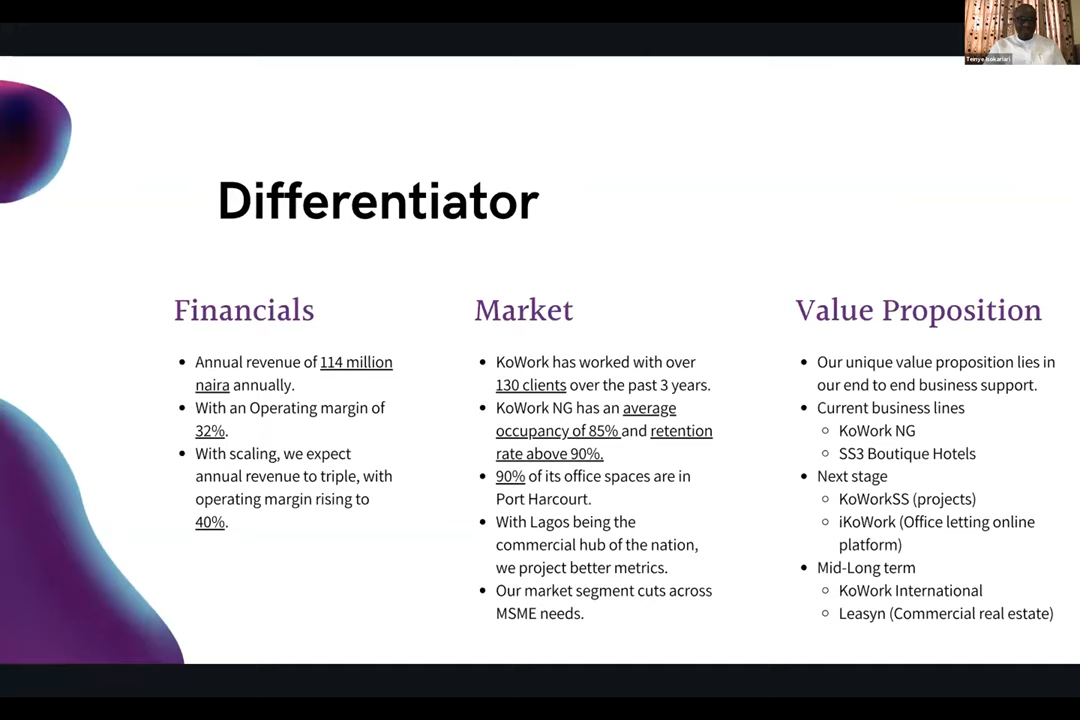 Teinye Isokariari
Differentiator
Financials
• Annual revenue of 114 million
naira annually.
• With an Operating margin of
32%.
• With scaling, we expect
annual revenue to triple, with
operating margin rising to
40%.
Market
• KoWork has worked with over
130 clients over the past 3 years.
• KoWork NG has an average
occupancy of 85% and retention
rate above 90%.
• 90% of its office spaces are in
Port Harcourt.
• With Lagos being the
commercial hub of the nation,
we project better metrics.
• Our market segment cuts across
MSME needs.
Value Proposition
• Our unique value proposition lies in
our end to end business support.
• Current business lines
○ KoWork NG
○ SS3 Boutique Hotels
• Next stage
○ KoWorkSS (projects)
○ iKoWork (Office letting online
platform)
• Mid-Long term
○ KoWork International
○ Leasyn (Commercial real estate)